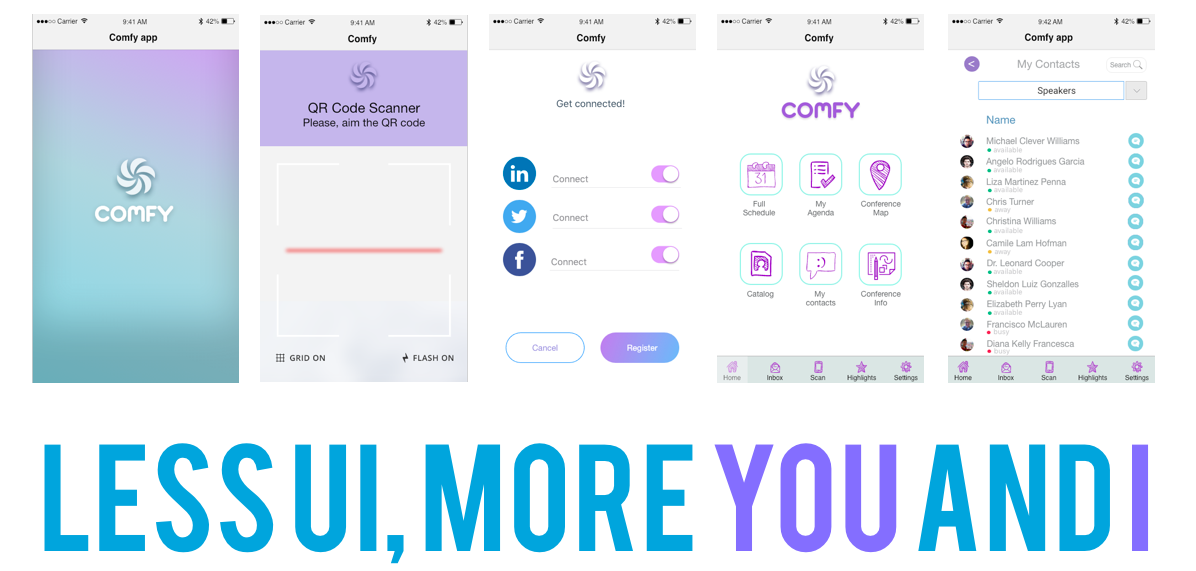 Carrier 9:41 AM 42%
Comfy app
COMFY
Carrier 9:41 AM 42%
Comfy
QR Code Scanner
Please, aim the QR code
GRID ON FLASH ON
Carrier 9:41 AM 42%
Comfy
Get connected!
in Connect
Connect
f Connect
Cancel Register
Carrier 9:41 AM 42%
Comfy
COMFY
31
Full Schedule
My Agenda
Conference Map
:)
Catalog
My contacts
Conference Info
Home Inbox Scan Highlights Settings
Carrier 9:42 AM 42%
Comfy app
< My Contacts Search
Speakers
Name
Michael Clever Williams
available
Angelo Rodrigues Garcia
available
Liza Martinez Penna
available
Chris Turner
away
Christina Williams
available
Camile Lam Hofman
away
Dr. Leonard Cooper
available
Sheldon Luiz Gonzalles
available
Elizabeth Perry Lyan
available
Francisco McLauren
busy
Diana Kelly Francesca
busy
Home Inbox Scan Highlights Settings
LESS UI, MORE YOU AND I